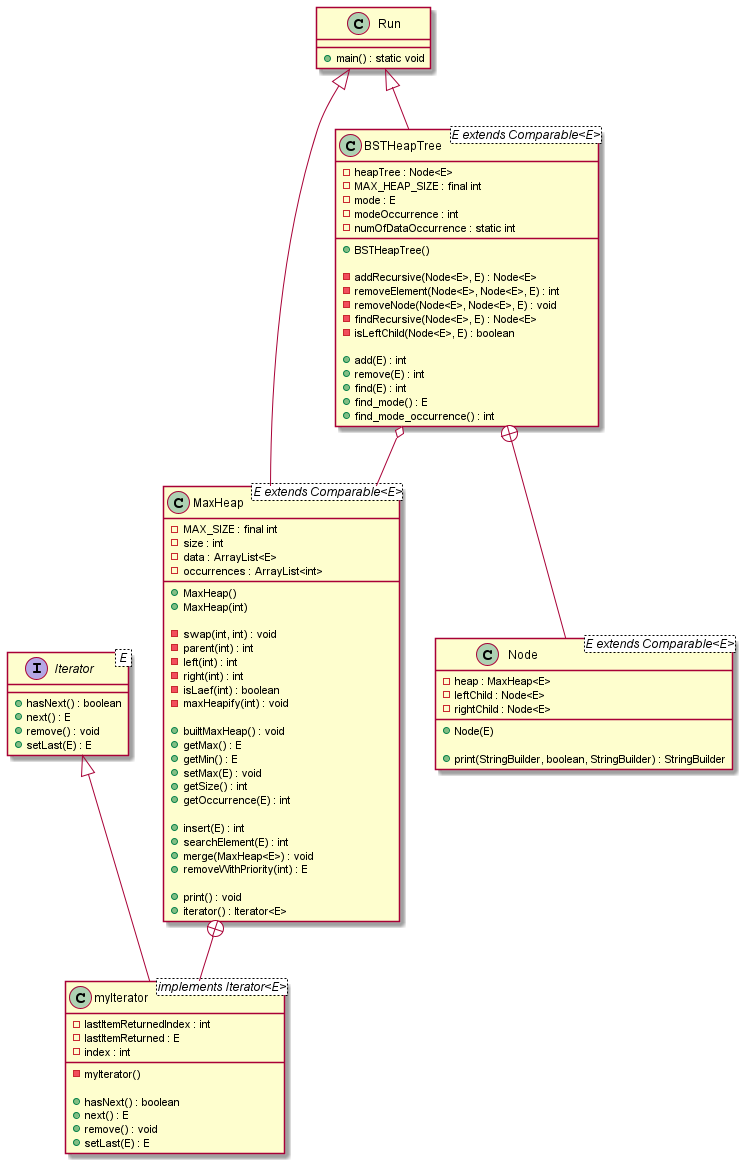 C Run
main() : static void
E extends Comparable<E>
C BSTHeapTree
heapTree : Node<E>
MAX_HEAP_SIZE : final int
mode : E
modeOccurrence : int
numOfDataOccurrence : static int
BSTHeapTree()
addRecursive(Node<E>, E) : Node<E>
removeElement(Node<E>, Node<E>, E) : int
removeNode(Node<E>, Node<E>, E) : void
findRecursive(Node<E>, E) : Node<E>
isLeftChild(Node<E>, E) : boolean
add(E) : int
remove(E) : int
find(E) : int
find_mode() : E
find_mode_occurrence() : int
E extends Comparable<E>
C MaxHeap
MAX_SIZE : final int
size : int
data : ArrayList<E>
occurrences : ArrayList<int>
MaxHeap()
MaxHeap(int)
swap(int, int) : void
parent(int) : int
left(int) : int
right(int) : int
isLaef(int) : boolean
maxHeapify(int) : void
builtMaxHeap() : void
getMax() : E
getMin() : E
setMax(E) : void
getSize() : int
getOccurrence(E) : int
insert(E) : int
searchElement(E) : int
merge(MaxHeap<E>) : void
removeWithPriority(int) : E
print() : void
iterator() : Iterator<E>
E extends Comparable<E>
C Node
heap : MaxHeap<E>
leftChild : Node<E>
rightChild : Node<E>
Node(E)
print(StringBuilder, boolean, StringBuilder) : StringBuilder
E
I Iterator
hasNext() : boolean
next() : E
remove() : void
setLast(E) : E
implements Iterator<E>
C myIterator
lastItemReturnedIndex : int
lastItemReturned : E
index : int
myIterator()
hasNext() : boolean
next() : E
remove() : void
setLast(E) : E